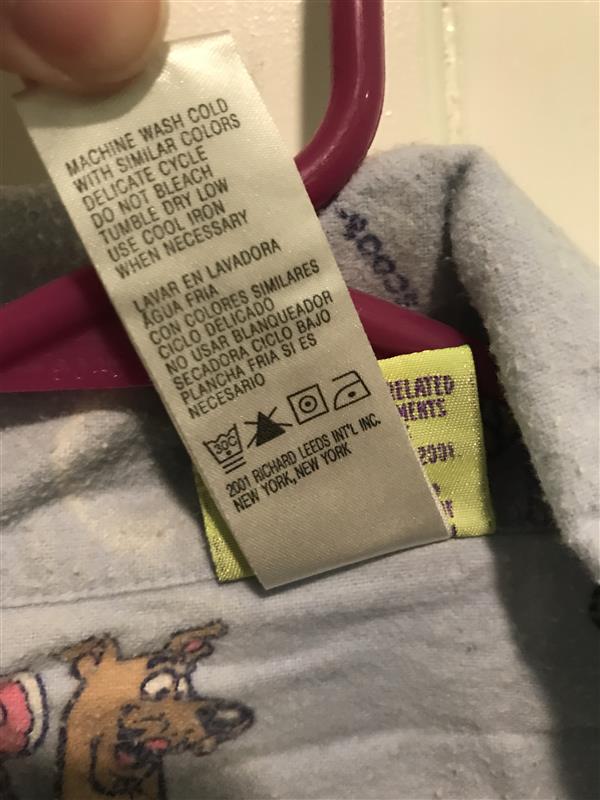 MACHINE WASH COLD
WITH SIMILAR COLORS
DELICATE CYCLE
DO NOT BLEACH
TUMBLE DRY LOW
USE COOL IRON
WHEN NECESSARY
LAVAR EN LAVADORA
AGUA FRIA
CON COLORES SIMILARES
CICLO DELICADO
NO USAR BLANQUEADOR
SECADORA CICLO BAJO
PLANCHA FRIA SI ES
NECESARIO
30C
2001 RICHARD LEEDS INT'L INC.
NEW YORK, NEW YORK
2001